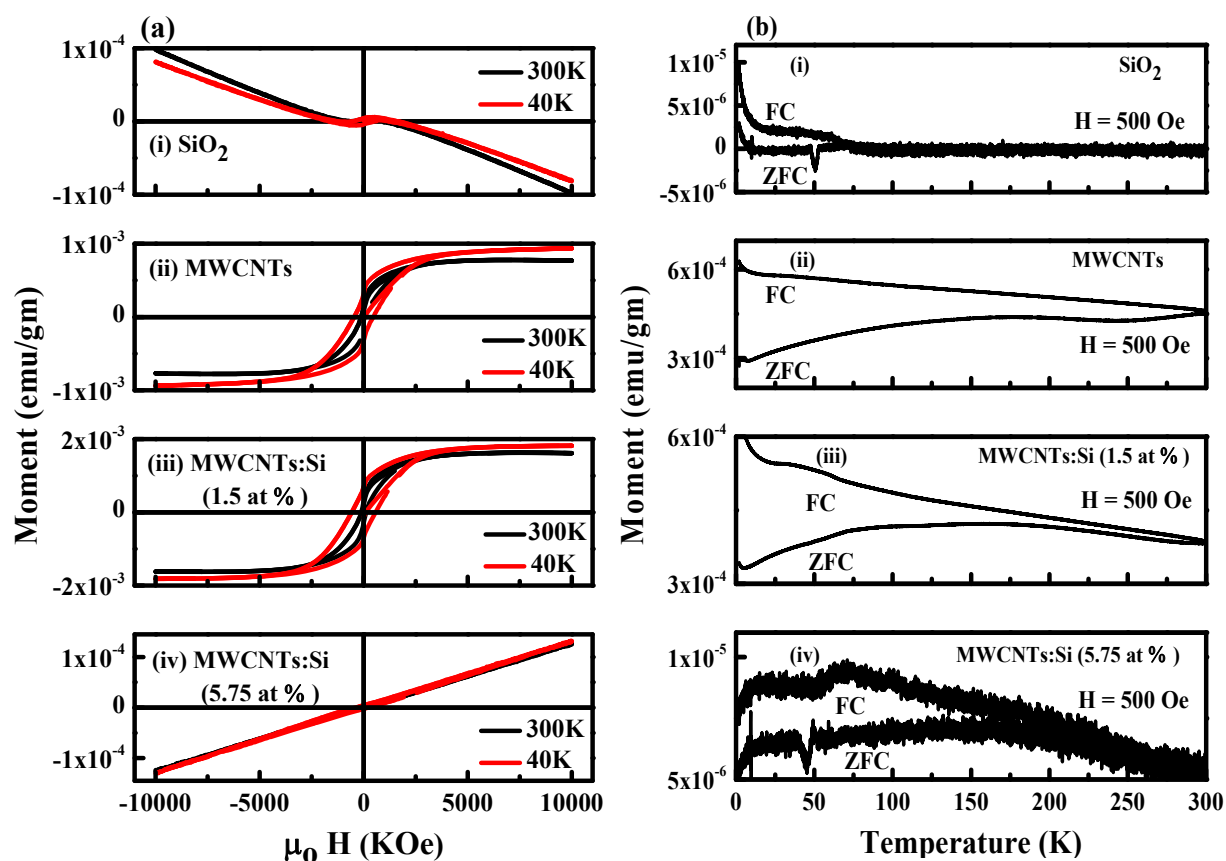 (a)
1x10⁻⁴
0
-1x10⁻⁴
300K
40K
(i) SiO₂
1x10⁻³
0
-1x10⁻³
(ii) MWCNTs
300K
40K
2x10⁻³
0
-2x10⁻³
(iii) MWCNTs:Si
(1.5 at % )
300K
40K
1x10⁻⁴
0
-1x10⁻⁴
(iv) MWCNTs:Si
(5.75 at % )
300K
40K
-10000 -5000 0 5000 10000
μo H (KOe)
Moment (emu/gm)
(b)
1x10⁻⁵
5x10⁻⁶
0
-5x10⁻⁶
(i)
SiO₂
FC
H = 500 Oe
ZFC
6x10⁻⁴
3x10⁻⁴
(ii)
MWCNTs
FC
H = 500 Oe
ZFC
6x10⁻⁴
3x10⁻⁴
(iii)
MWCNTs:Si (1.5 at % )
FC
H = 500 Oe
ZFC
1x10⁻⁵
5x10⁻⁶
(iv)
MWCNTs:Si (5.75 at % )
FC
H = 500 Oe
ZFC
0 50 100 150 200 250 300
Temperature (K)
Moment (emu/gm)